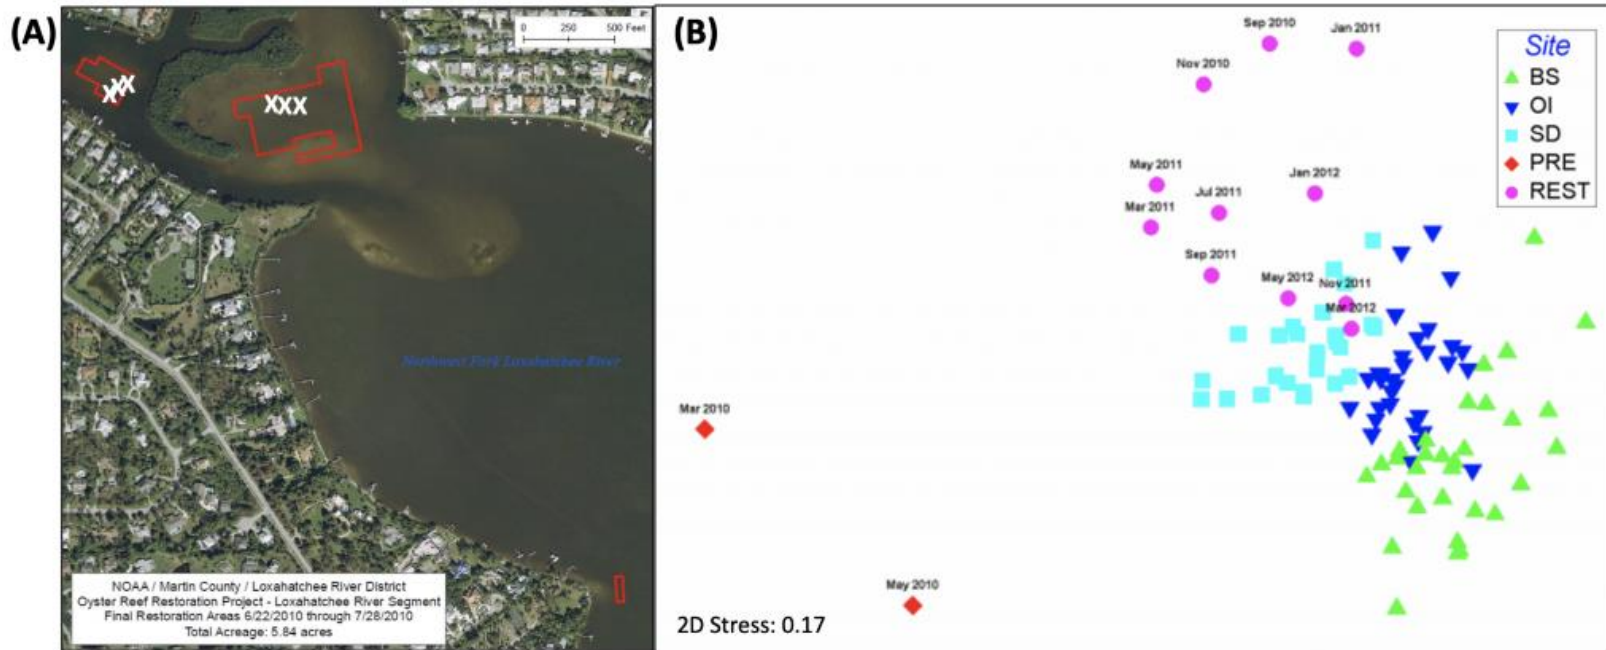 (A)
0 250 500 Feet
XXX
XXX
Northwest Fork Loxahatchee River
NOAA / Martin County / Loxahatchee River District
Oyster Reef Restoration Project - Loxahatchee River Segment
Final Restoration Areas 6/22/2010 through 7/28/2010
Total Acreage: 5.84 acres
(B)
Sep 2010
Jan 2011
Nov 2010
May 2011
Jan 2012
Jul 2011
Mar 2011
Sep 2011
May 2012
Nov 2011
Mar 2012
Mar 2010
May 2010
Site
BS
OI
SD
PRE
REST
2D Stress: 0.17